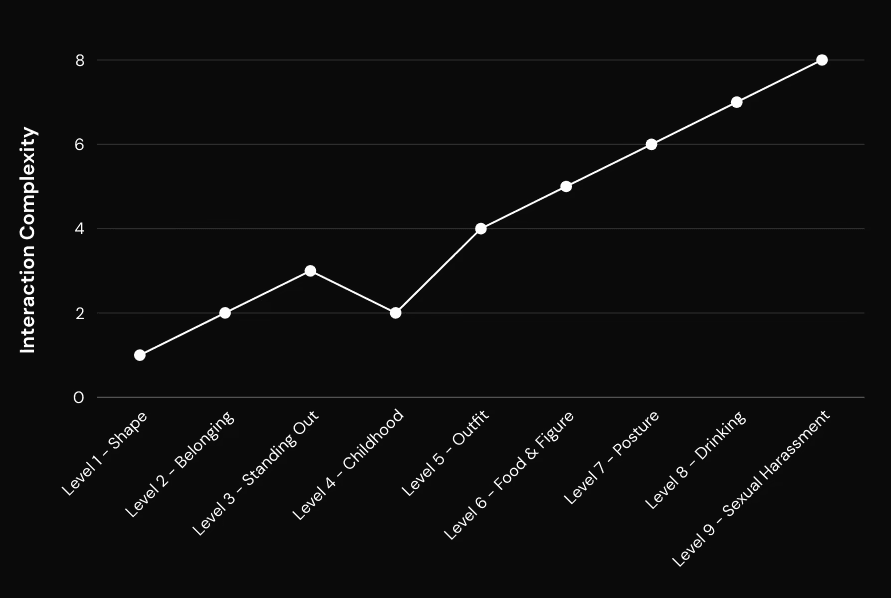 Interaction Complexity
8
6
4
2
0
Level 1 - Shape
Level 2 - Belonging
Level 3 - Standing Out
Level 4 - Childhood
Level 5 - Outfit
Level 6 - Food & Figure
Level 7 - Posture
Level 8 - Drinking
Level 9 - Sexual Harassment